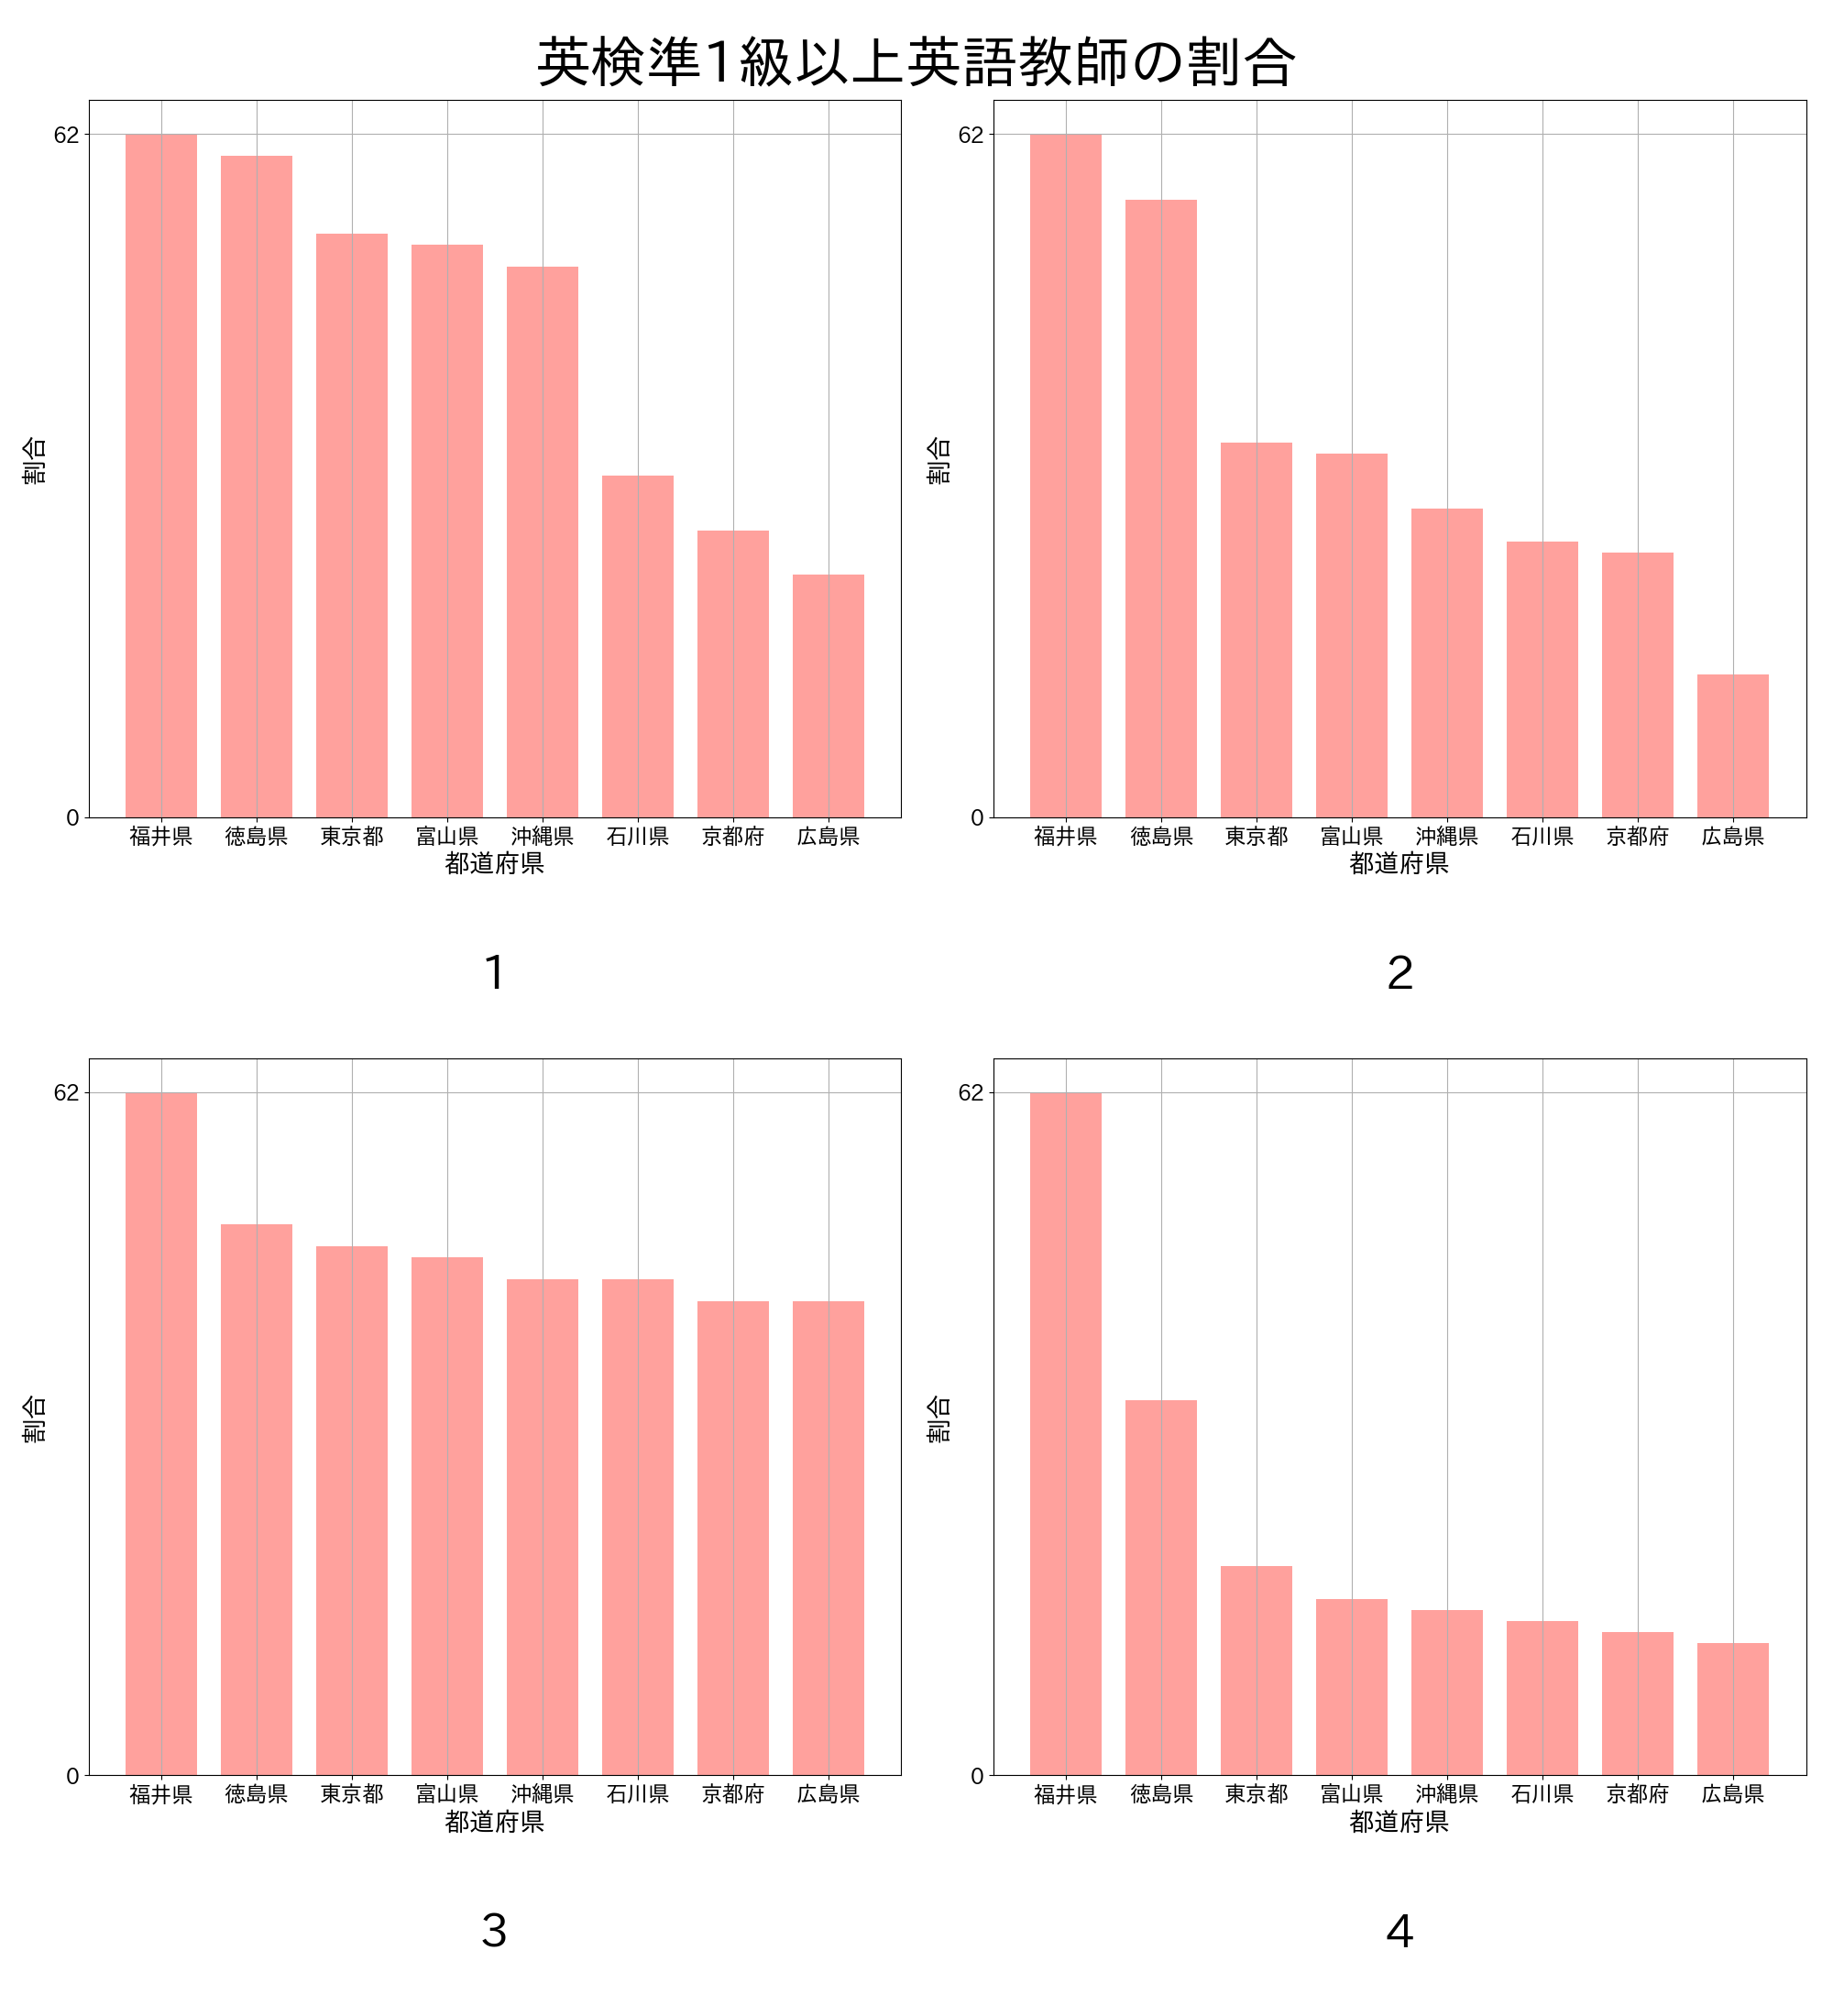 英検準1級以上英語教師の割合
62
0
割合
福井県 徳島県 東京都 富山県 沖縄県 石川県 京都府 広島県
都道府県
1
62
0
割合
福井県 徳島県 東京都 富山県 沖縄県 石川県 京都府 広島県
都道府県
2
62
0
割合
福井県 徳島県 東京都 富山県 沖縄県 石川県 京都府 広島県
都道府県
3
62
0
割合
福井県 徳島県 東京都 富山県 沖縄県 石川県 京都府 広島県
都道府県
4